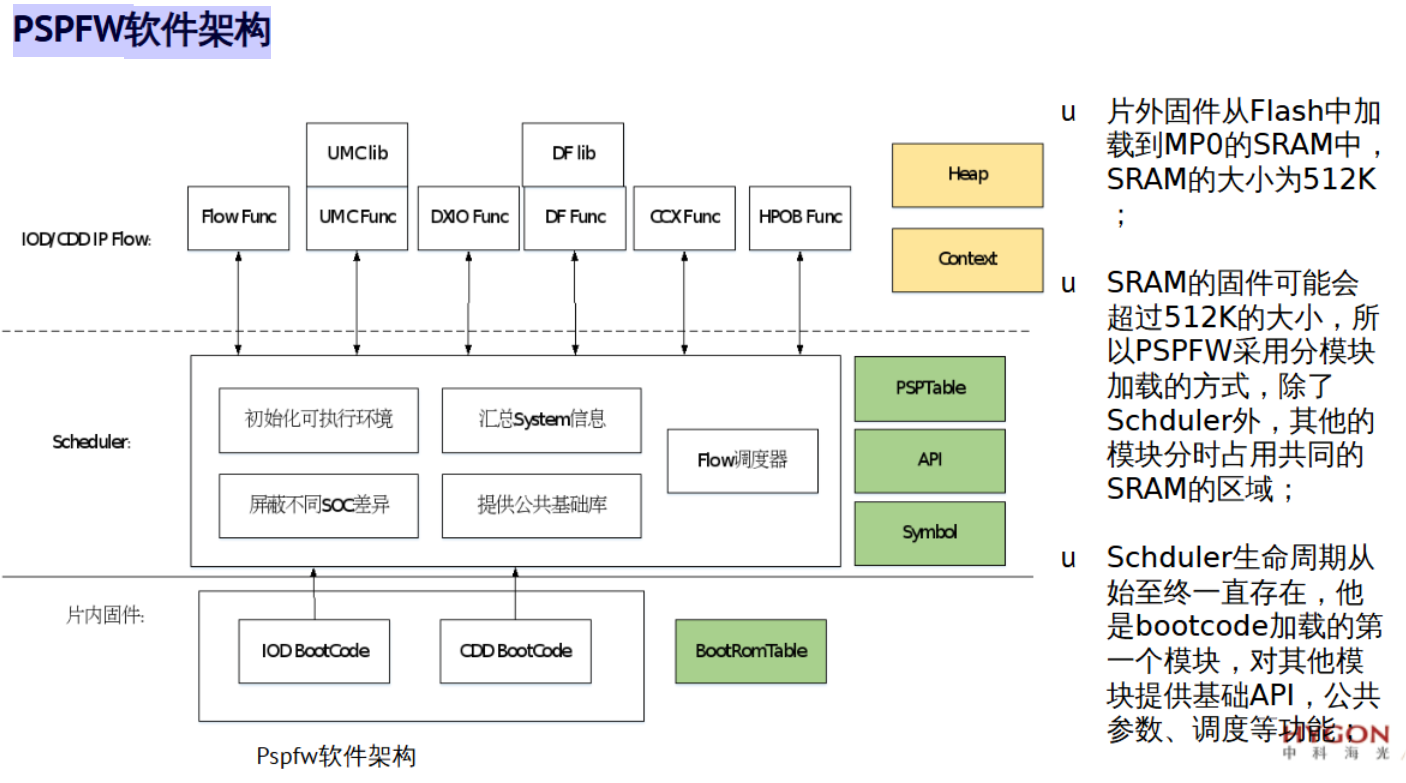 PSPFW软件架构
UMC lib
DF lib
Heap
Flow Func
UMC Func
DXIO Func
DF Func
CCX Func
HPOB Func
IOD/CDD IP Flow:
Context
初始化可执行环境
汇总System信息
PSPTable
Scheduler:
Flow调度器
API
屏蔽不同SOC差异
提供公共基础库
Symbol
片内固件:
IOD BootCode
CDD BootCode
BootRomTable
Pspfw软件架构
u 片外固件从Flash中加
载到MP0的SRAM中，
SRAM的大小为512K
；
u SRAM的固件可能会
超过512K的大小，所
以PSPFW采用分模块
加载的方式，除了
Schduler外，其他的
模块分时占用共同的
SRAM的区域；
u Schduler生命周期从
始至终一直存在，他
是bootcode加载的第
一个模块，对其他模
块提供基础API，公共
参数、调度等功能；
HYGON
中科海光